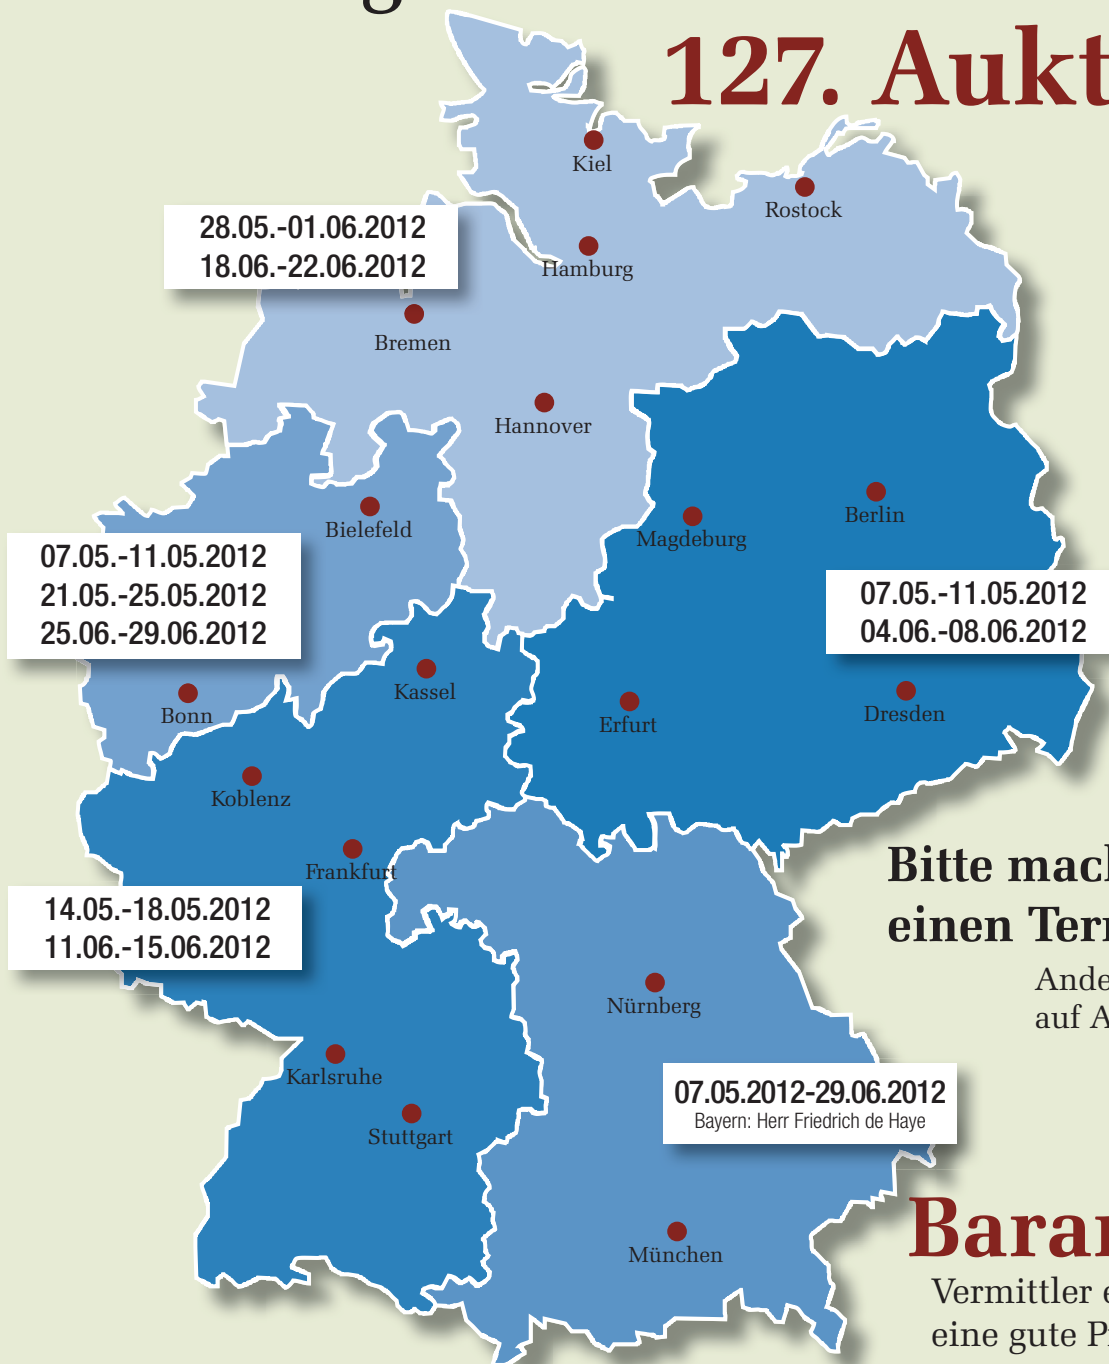 127. Aukt
Kiel
Rostock
28.05.-01.06.2012
18.06.-22.06.2012
Hamburg
Bremen
Hannover
Bielefeld
Magdeburg
Berlin
07.05.-11.05.2012
21.05.-25.05.2012
25.06.-29.06.2012
07.05.-11.05.2012
04.06.-08.06.2012
Kassel
Bonn
Erfurt
Dresden
Koblenz
Frankfurt
14.05.-18.05.2012
11.06.-15.06.2012
Bitte mach
einen Ter
Ande
auf A
Nürnberg
Karlsruhe
Stuttgart
07.05.2012-29.06.2012
Bayern: Herr Friedrich de Haye
München
Barar
Vermittler e
eine gute P